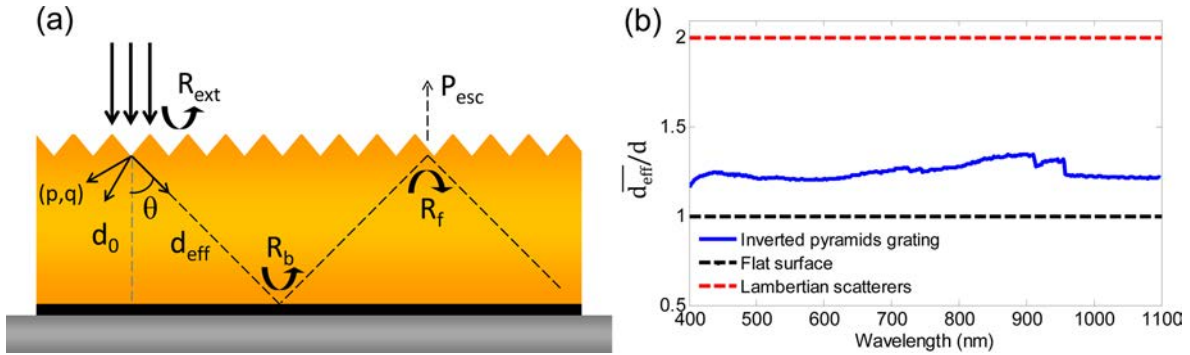 (a)
R_ext
P_esc
(p,q)
θ
d_0
d_eff
R_b
R_f
(b)
d_eff/d
2
1.5
1
0.5
Inverted pyramids grating
Flat surface
Lambertian scatterers
400 500 600 700 800 900 1000 1100
Wavelength (nm)